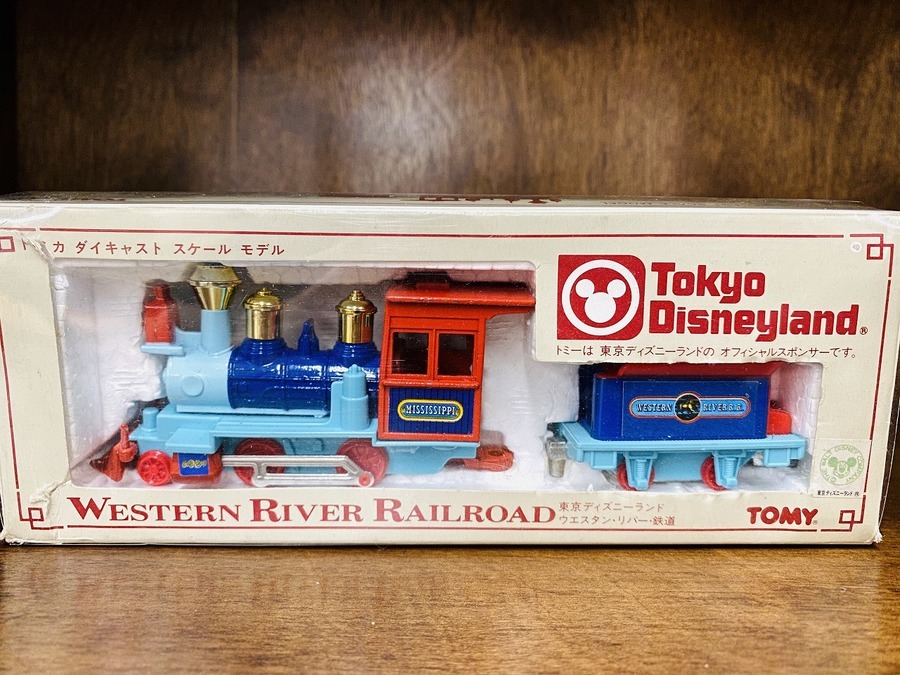 トミカ ダイキャスト スケール モデル
Tokyo
Disneyland®
トミーは 東京ディズニーランドの オフィシャルスポンサーです。
MISSISSIPPI
WESTERN RIVER R.R.
WESTERN RIVER RAILROAD
東京ディズニーランド
ウエスタン・リバー・鉄道
TOMY®